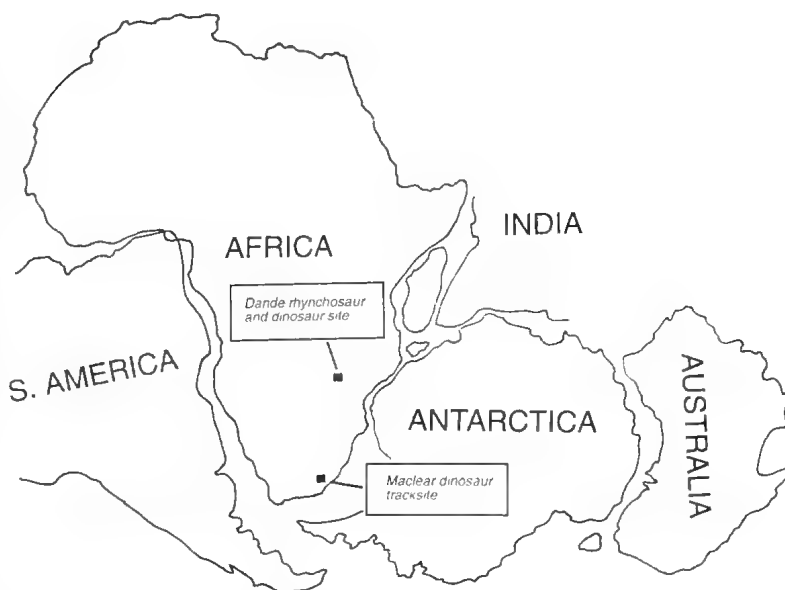 INDIA
AFRICA
Dande rhynchosaur
and dinosaur site
S. AMERICA
AUSTRALIA
ANTARCTICA
Maclear dinosaur
tracksite